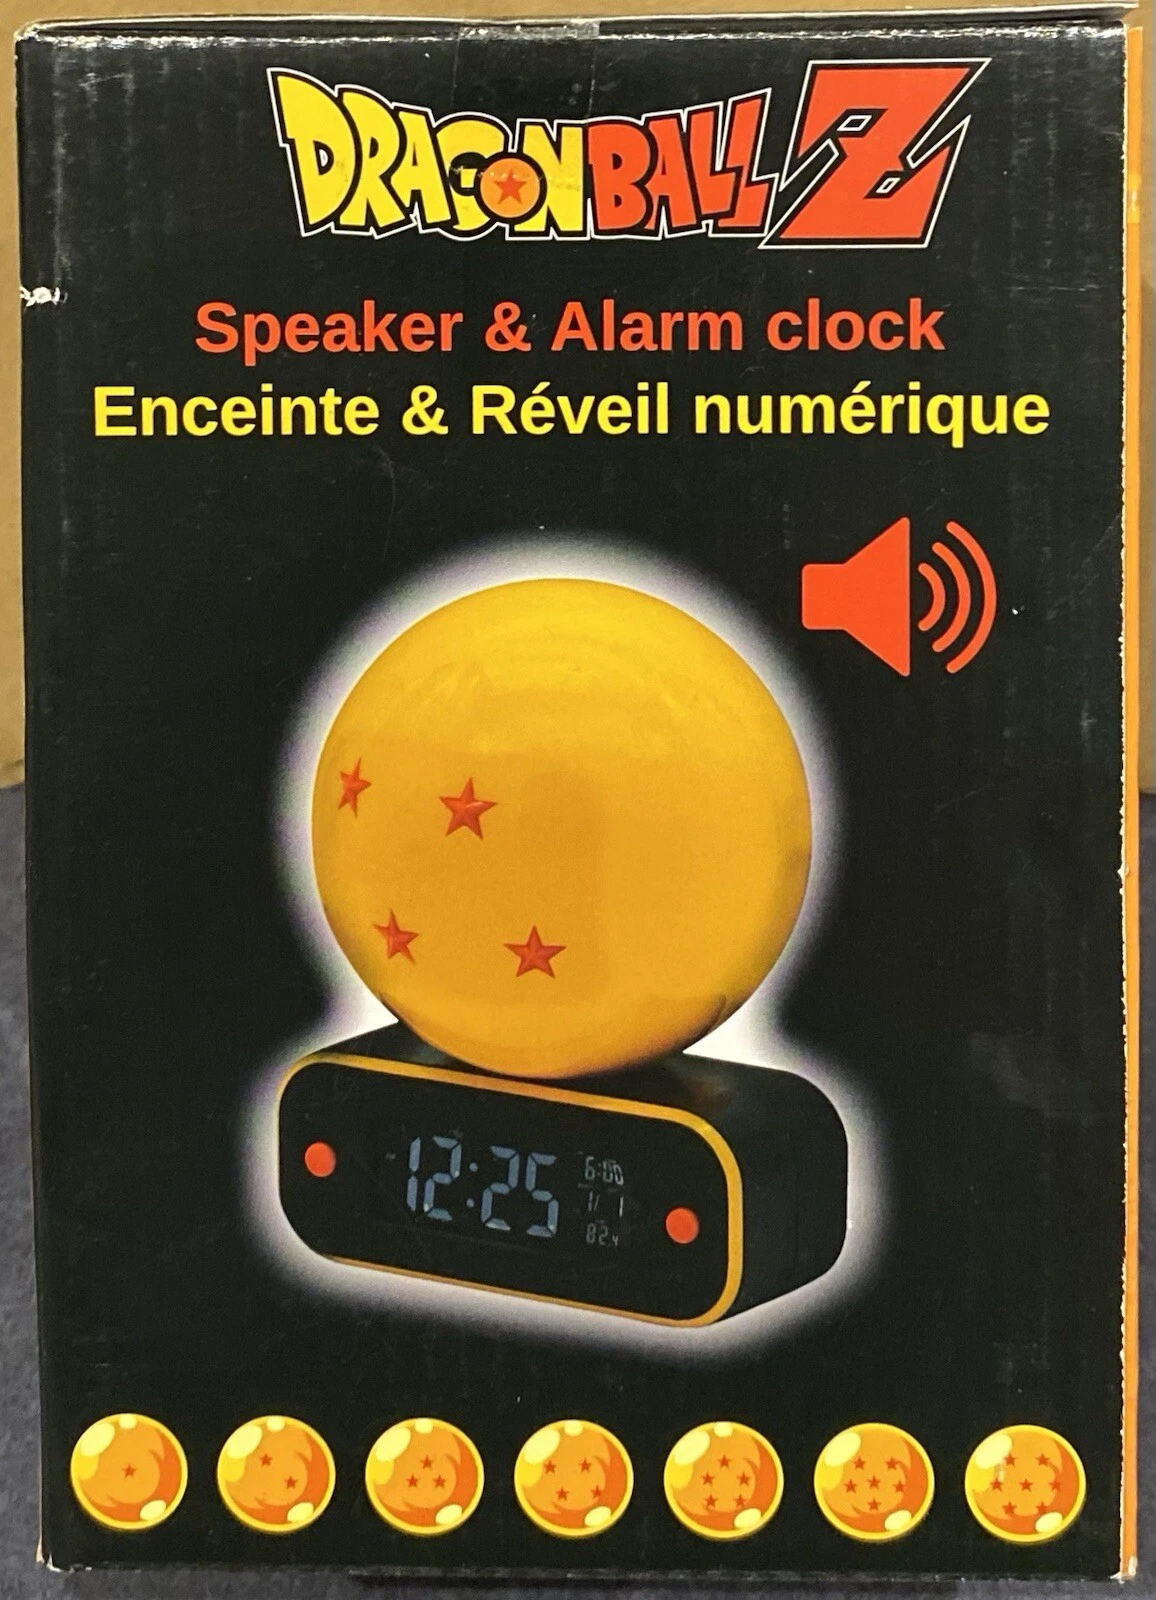 DRAGONBALL Z
Speaker & Alarm clock
Enceinte & Réveil numérique
12:25
6:00
1/1
82.4